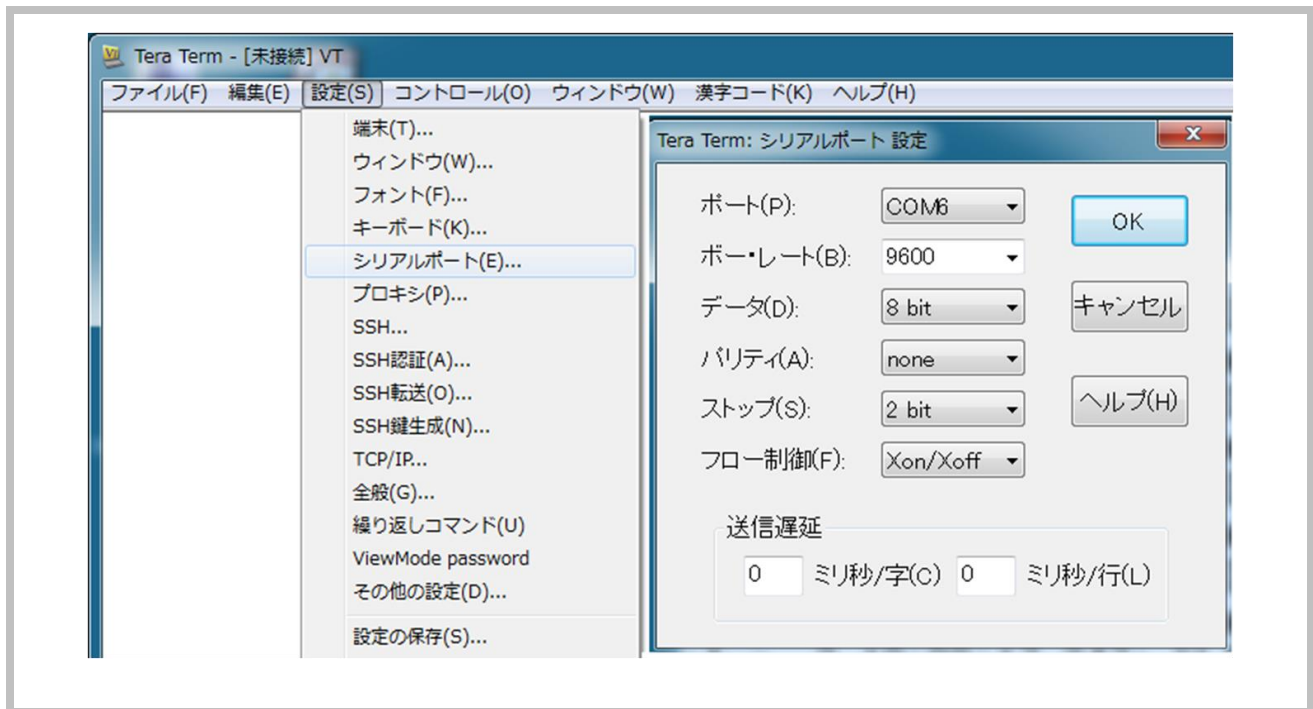 Tera Term - [未接続] VT
ファイル(F) 編集(E) 設定(S) コントロール(O) ウィンドウ(W) 漢字コード(K) ヘルプ(H)
端末(T)...
ウィンドウ(W)...
フォント(F)...
キーボード(K)...
シリアルポート(E)...
プロキシ(P)...
SSH...
SSH認証(A)...
SSH転送(O)...
SSH鍵生成(N)...
TCP/IP...
全般(G)...
繰り返しコマンド(U)
ViewMode password
その他の設定(D)...
設定の保存(S)...
Tera Term: シリアルポート 設定
ポート(P): COM6
OK
ボー・レート(B): 9600
データ(D): 8 bit
キャンセル
パリティ(A): none
ストップ(S): 2 bit
ヘルプ(H)
フロー制御(F): Xon/Xoff
送信遅延
0 ミリ秒/字(C) 0 ミリ秒/行(L)